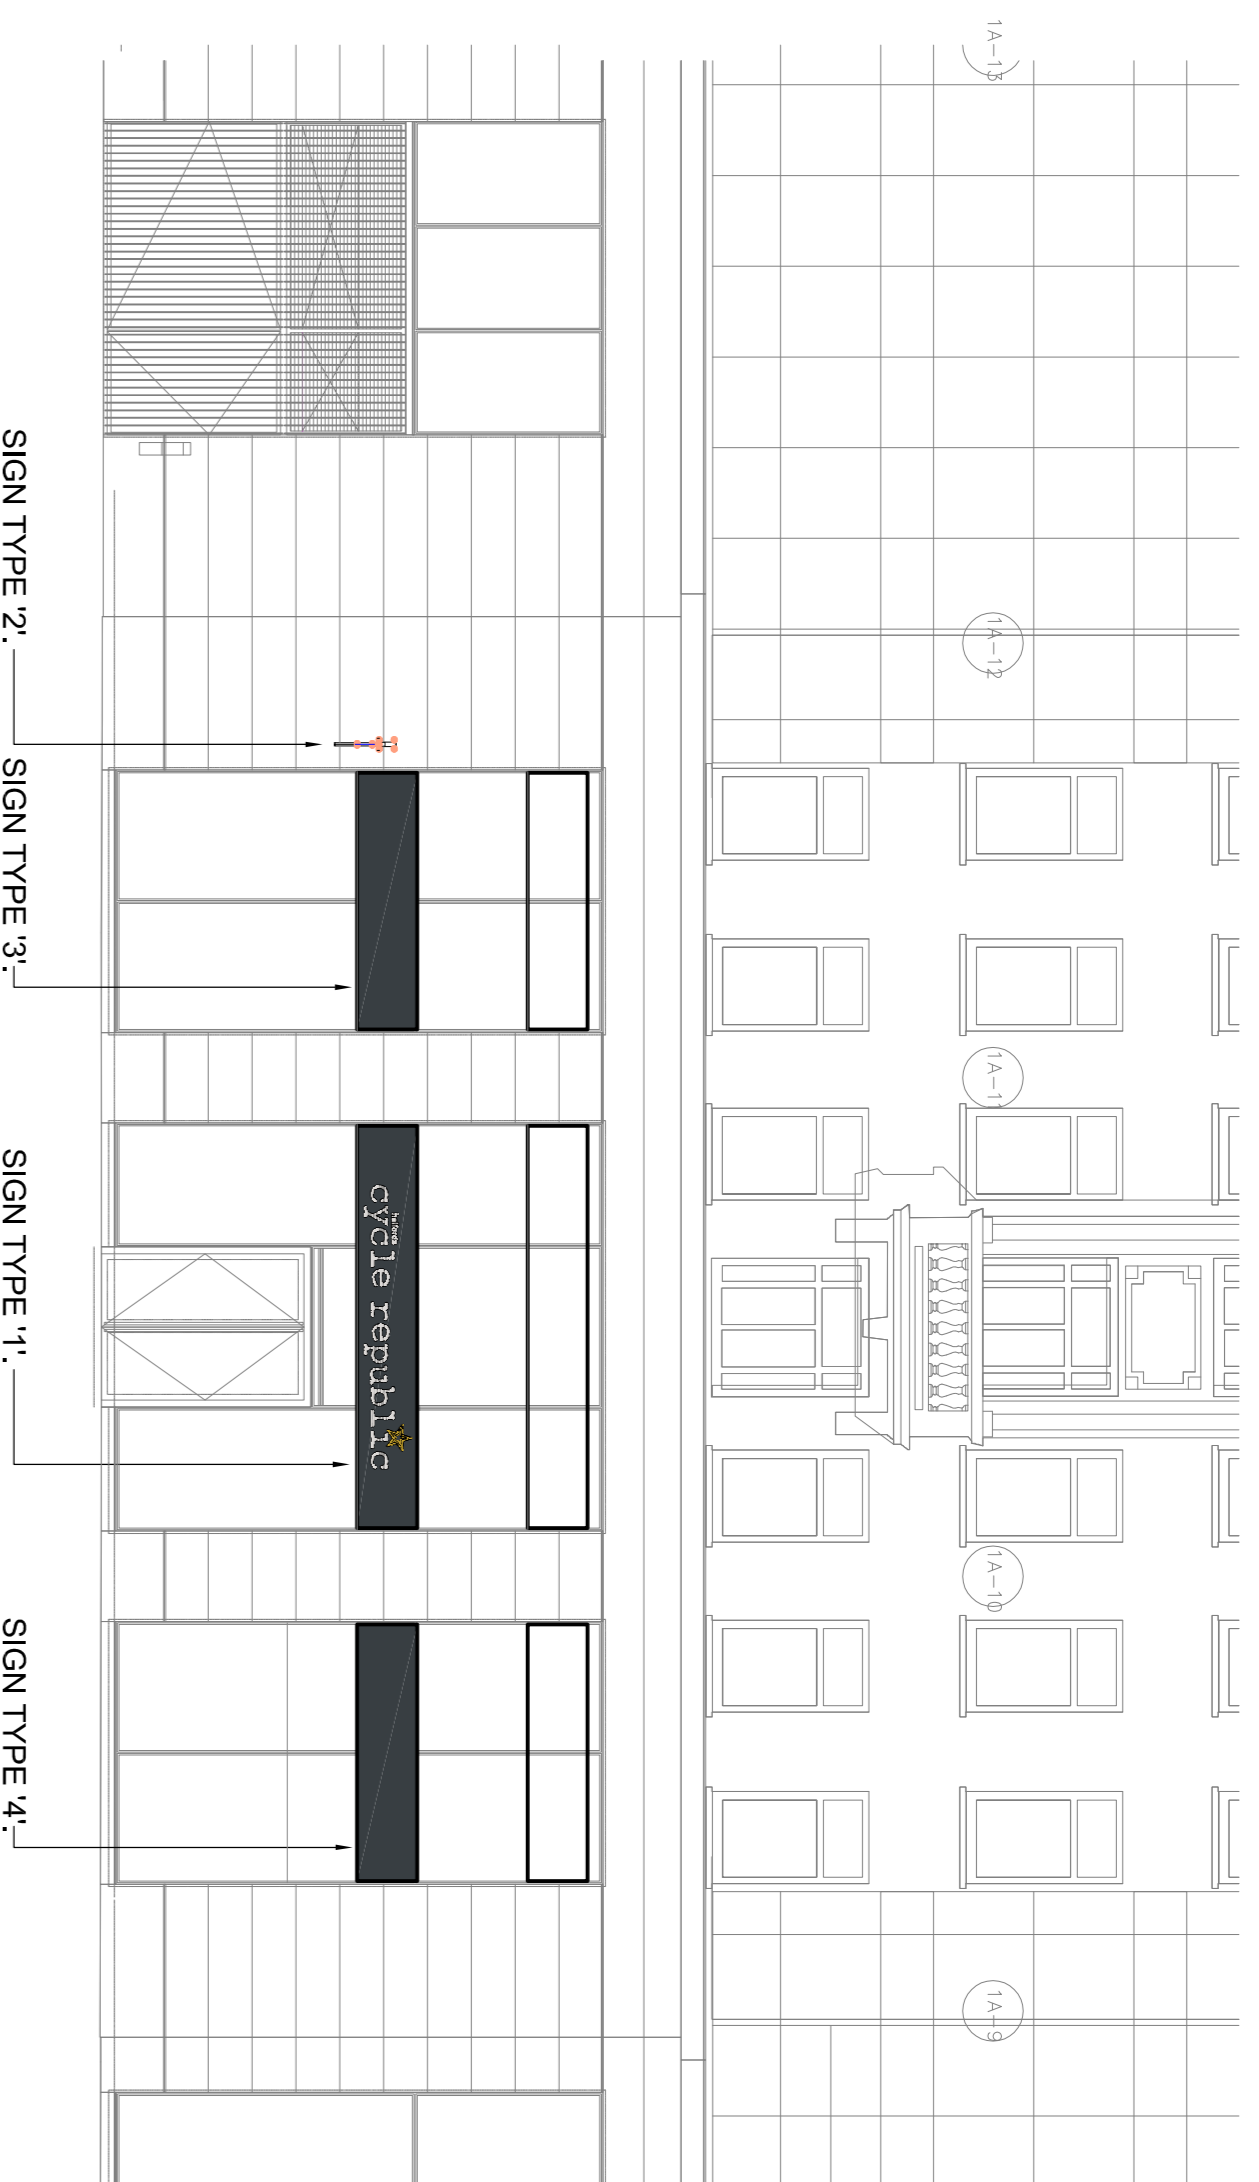 1A-13
1A-12
1A-11
1A-10
1A-9
halfords
cycle republic
SIGN TYPE '2'.
SIGN TYPE '3'.
SIGN TYPE '1'.
SIGN TYPE '4'.